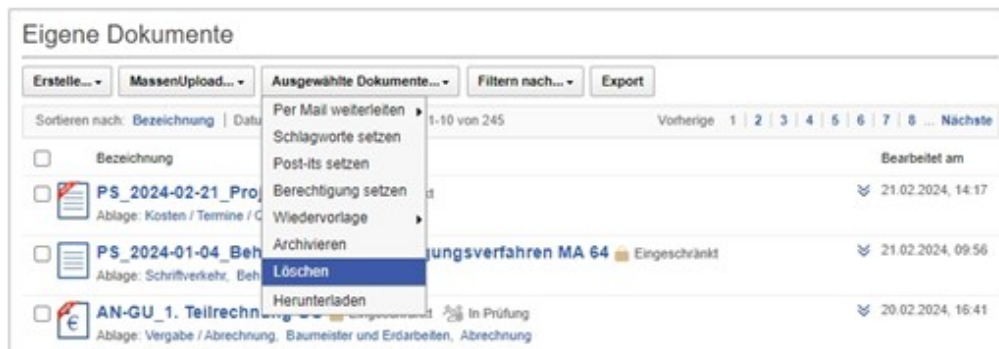 Eigene Dokumente
Erstelle... MassenUpload... Ausgewählte Dokumente... Filtern nach... Export
Sortieren nach: Bezeichnung | Datu 1-10 von 245 Vorherige 1 | 2 | 3 | 4 | 5 | 6 | 7 | 8 ... Nächste
Per Mail weiterleiten
Schlagworte setzen
Post-its setzen
Berechtigung setzen
Wiedervorlage
Archivieren
Löschen
Herunterladen
Bezeichnung Bearbeitet am
PS_2024-02-21_Proj 21.02.2024, 14:17
Ablage: Kosten / Termine /
PS_2024-01-04_Beh gungsverfahren MA 64 Eingeschränkt 21.02.2024, 09:56
Ablage: Schriftverkehr, Beh
AN-GU_1. Teilrechn In Prüfung 20.02.2024, 16:41
Ablage: Vergabe / Abrechnung, Baumeister und Erdarbeiten, Abrechnung